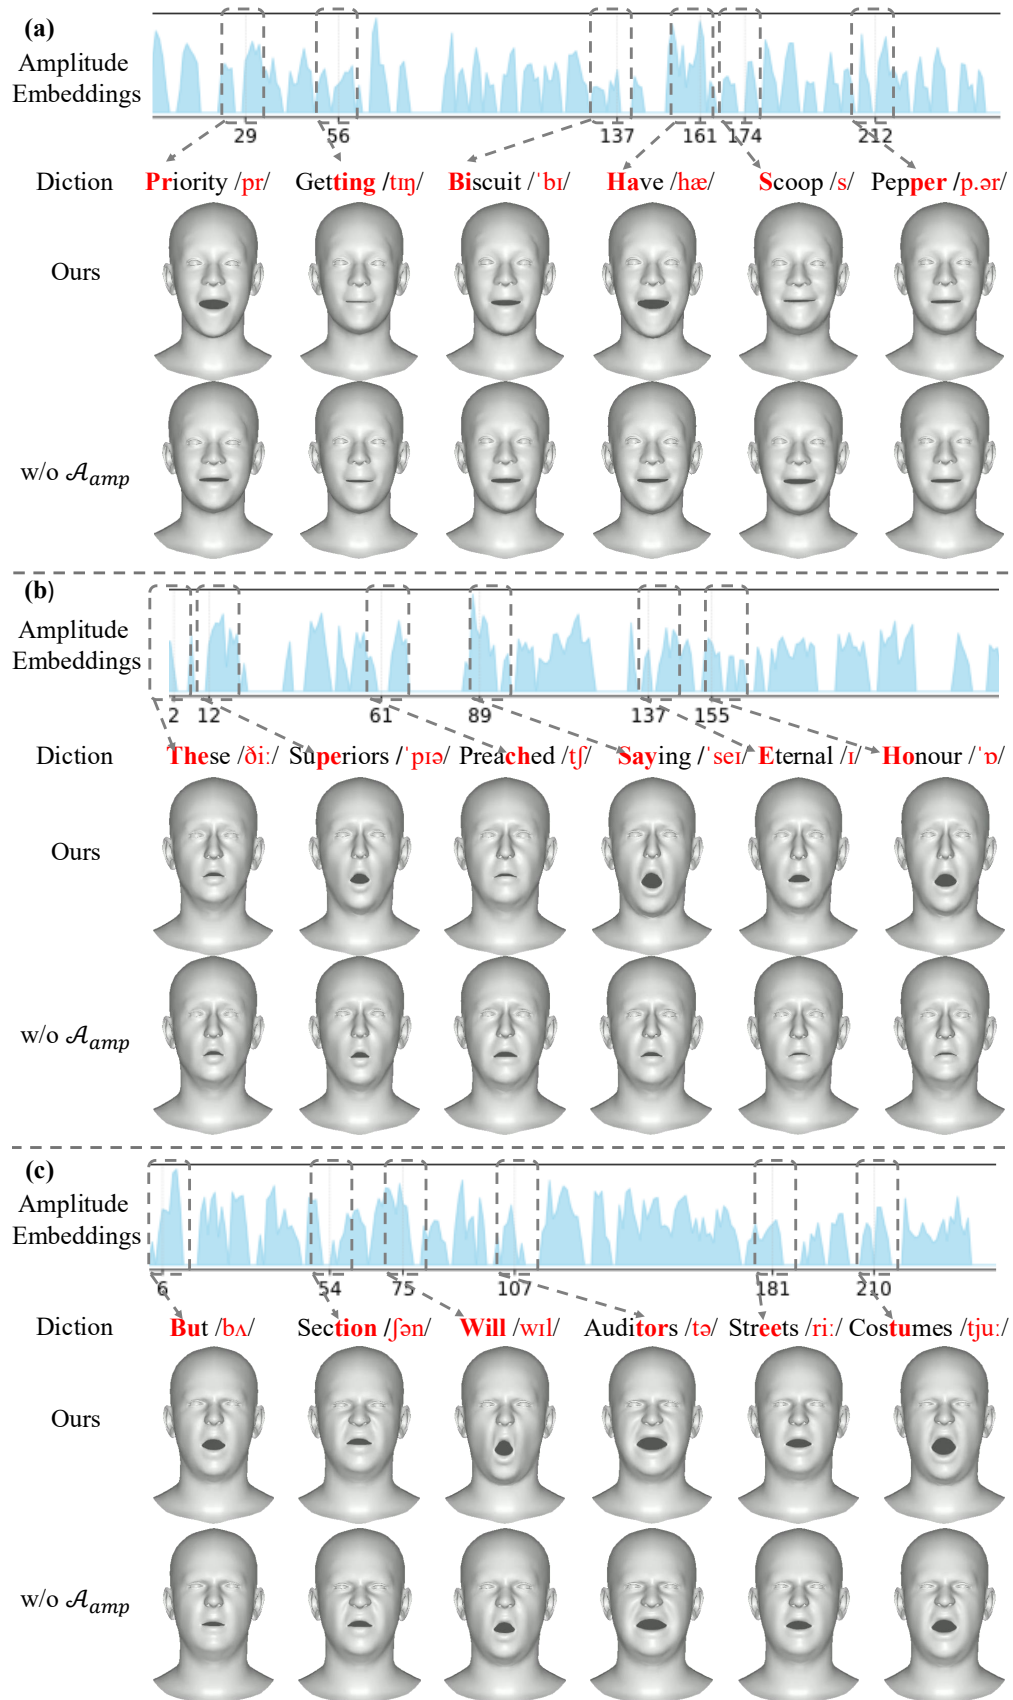 (a)
Amplitude
Embeddings
29 56 137 161 174 212
Diction Priority /pr/ Getting /tɪŋ/ Biscuit /ˈbɪ/ Have /hæ/ Scoop /s/ Pepper /p.ər/
Ours
w/o 𝒜amp
(b)
Amplitude
Embeddings
2 12 61 89 137 155
Diction These /ðiː/ Superiors /ˈpɪə/ Preached /tʃ/ Saying /ˈseɪ/ Eternal /ɪ/ Honour /ˈɒ/
Ours
w/o 𝒜amp
(c)
Amplitude
Embeddings
6 54 75 107 181 210
Diction But /bʌ/ Section /ʃən/ Will /wɪl/ Auditors /tə/ Streets /riː/ Costumes /tjuː/
Ours
w/o 𝒜amp